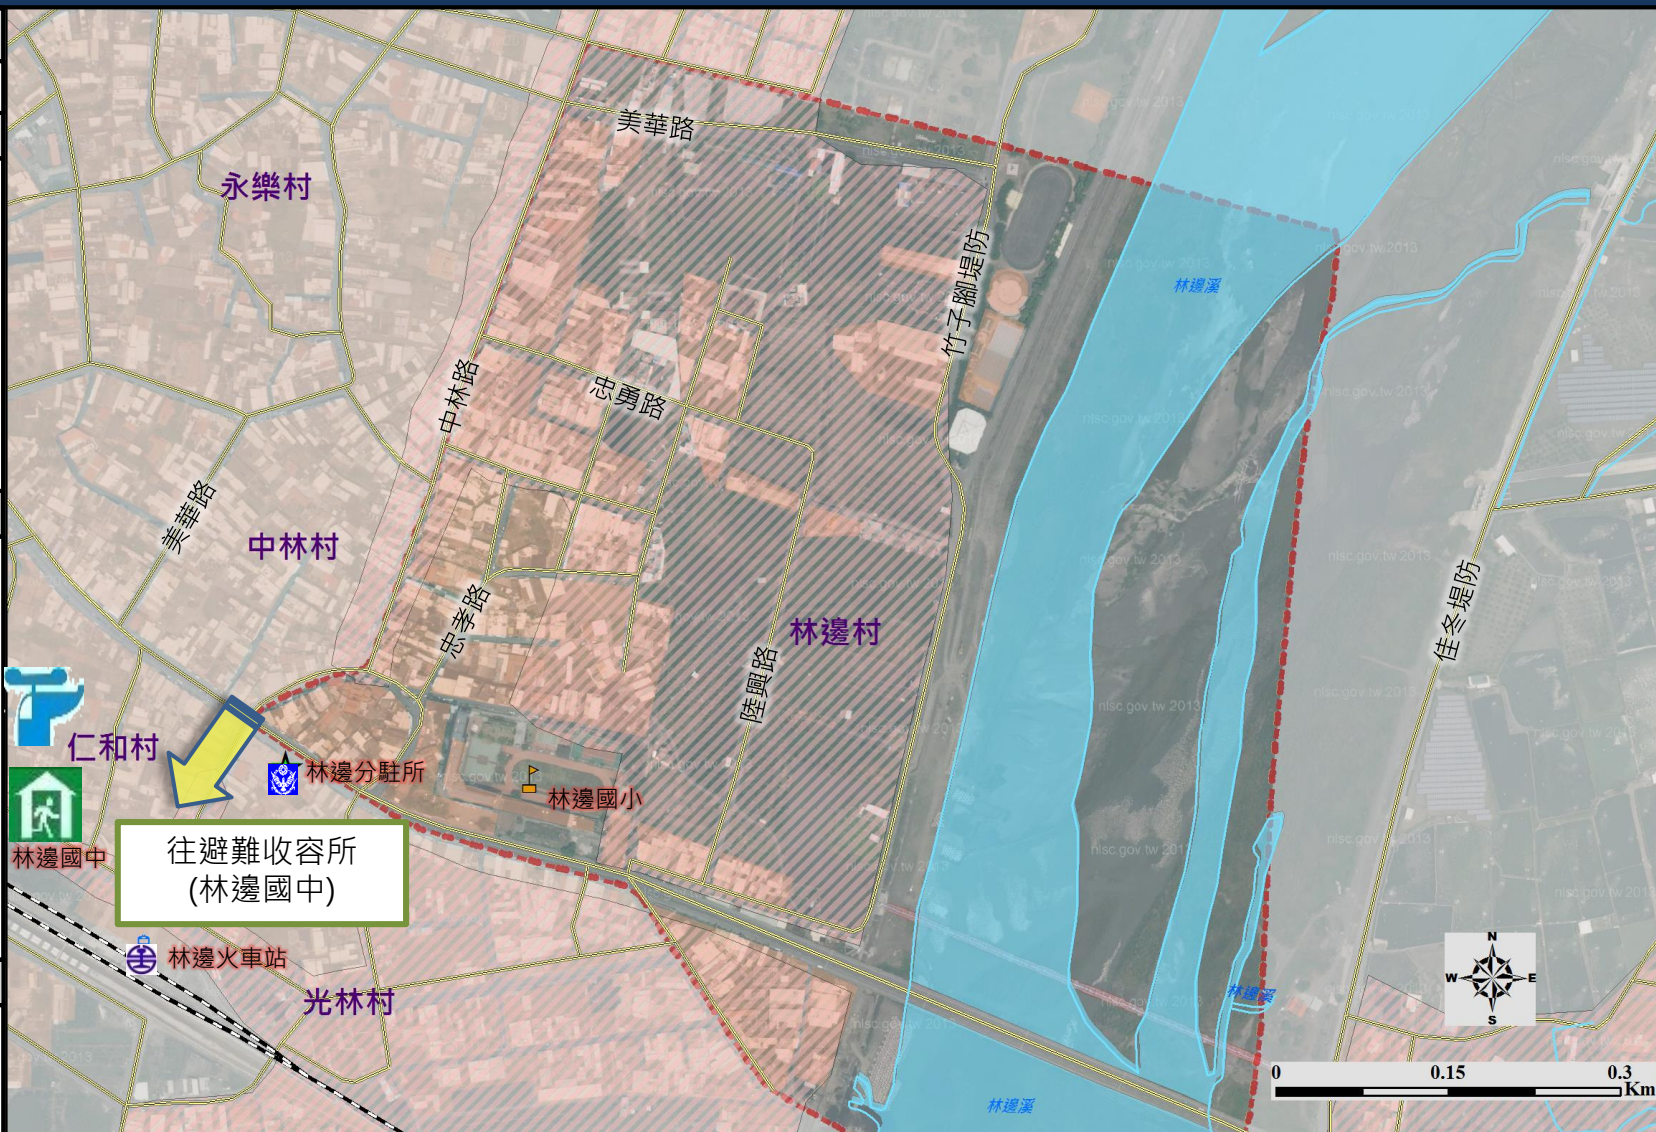 美華路
永樂村
竹子腳堤防
林邊溪
中林路
忠勇路
美華路
中林村
忠孝路
林邊村
陸興路
佳冬堤防
仁和村
林邊分駐所
林邊國小
林邊國中
往避難收容所
(林邊國中)
林邊火車站
光林村
林邊溪
林邊溪
N
W E
S
0 0.15 0.3
Km
nlsc.gov.tw 2013